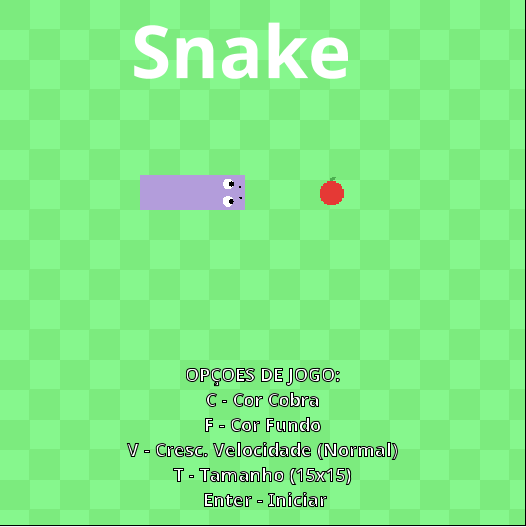 Snake
OPÇOES DE JOGO:
C - Cor Cobra
F - Cor Fundo
V - Cresc. Velocidade (Normal)
T - Tamanho (15x15)
Enter - Iniciar